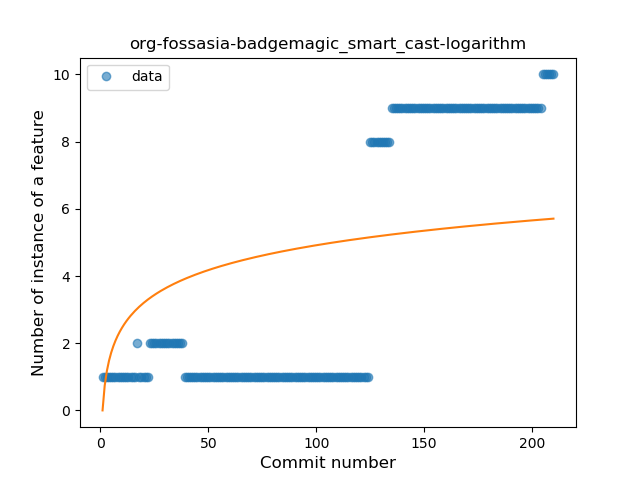 org-fossasia-badgemagic_smart_cast-logarithm
data
Number of instance of a feature
10
8
6
4
2
0
0
50
100
150
200
Commit number